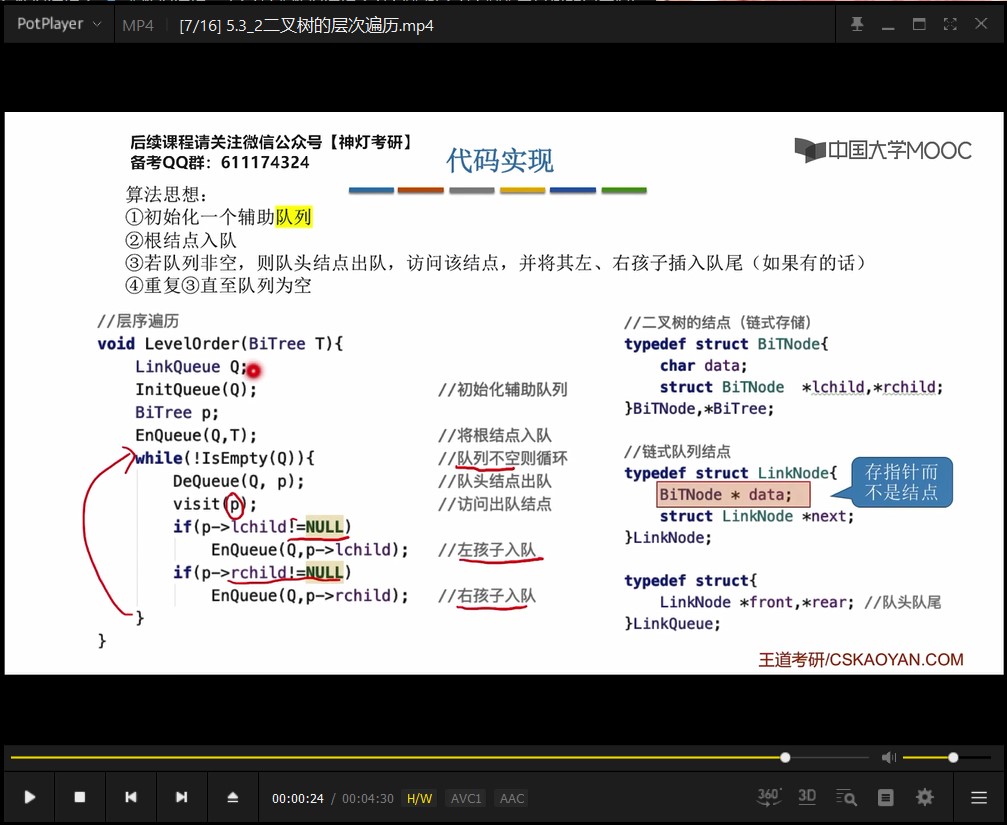 PotPlayer MP4 [7/16] 5.3_2二叉树的层次遍历.mp4
后续课程请关注微信公众号【神灯考研】
备考QQ群：611174324
代码实现
中国大学MOOC
算法思想：
①初始化一个辅助队列
②根结点入队
③若队列非空，则队头结点出队，访问该结点，并将其左、右孩子插入队尾（如果有的话）
④重复③直至队列为空
//层序遍历
void LevelOrder(BiTree T){
LinkQueue Q;
InitQueue(Q); //初始化辅助队列
BiTree p;
EnQueue(Q,T); //将根结点入队
while(!IsEmpty(Q)){ //队列不空则循环
DeQueue(Q, p); //队头结点出队
visit(p); //访问出队结点
if(p->lchild!=NULL)
EnQueue(Q,p->lchild); //左孩子入队
if(p->rchild!=NULL)
EnQueue(Q,p->rchild); //右孩子入队
}
}
//二叉树的结点（链式存储）
typedef struct BiTNode{
char data;
struct BiTNode *lchild,*rchild;
}BiTNode,*BiTree;
//链式队列结点
typedef struct LinkNode{
BiTNode * data;
struct LinkNode *next;
}LinkNode;
存指针而
不是结点
typedef struct{
LinkNode *front,*rear; //队头队尾
}LinkQueue;
王道考研/CSKAOYAN.COM
00:00:24 / 00:04:30 H/W AVC1 AAC
360° 3D